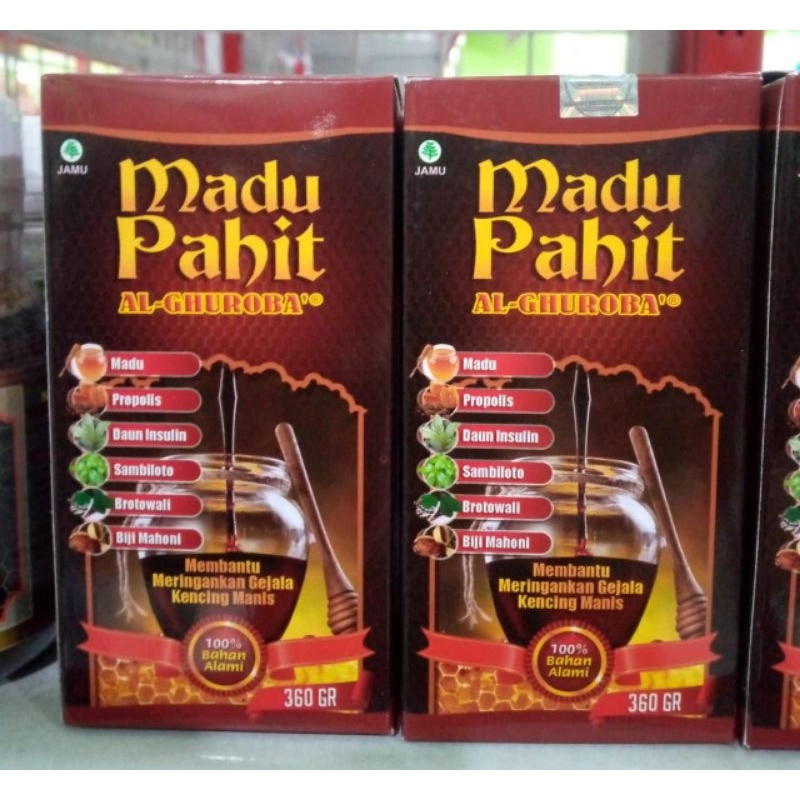 JAMU
Madu
Pahit
AL-GHUROBA'®
Madu
Propolis
Daun Insulin
Sambiloto
Brotowali
Biji Mahoni
Membantu
Meringankan Gejala
Kencing Manis
100%
Bahan
Alami
360 GR
JAMU
Madu
Pahit
AL-GHUROBA'®
Madu
Propolis
Daun Insulin
Sambiloto
Brotowali
Biji Mahoni
Membantu
Meringankan Gejala
Kencing Manis
100%
Bahan
Alami
360 GR